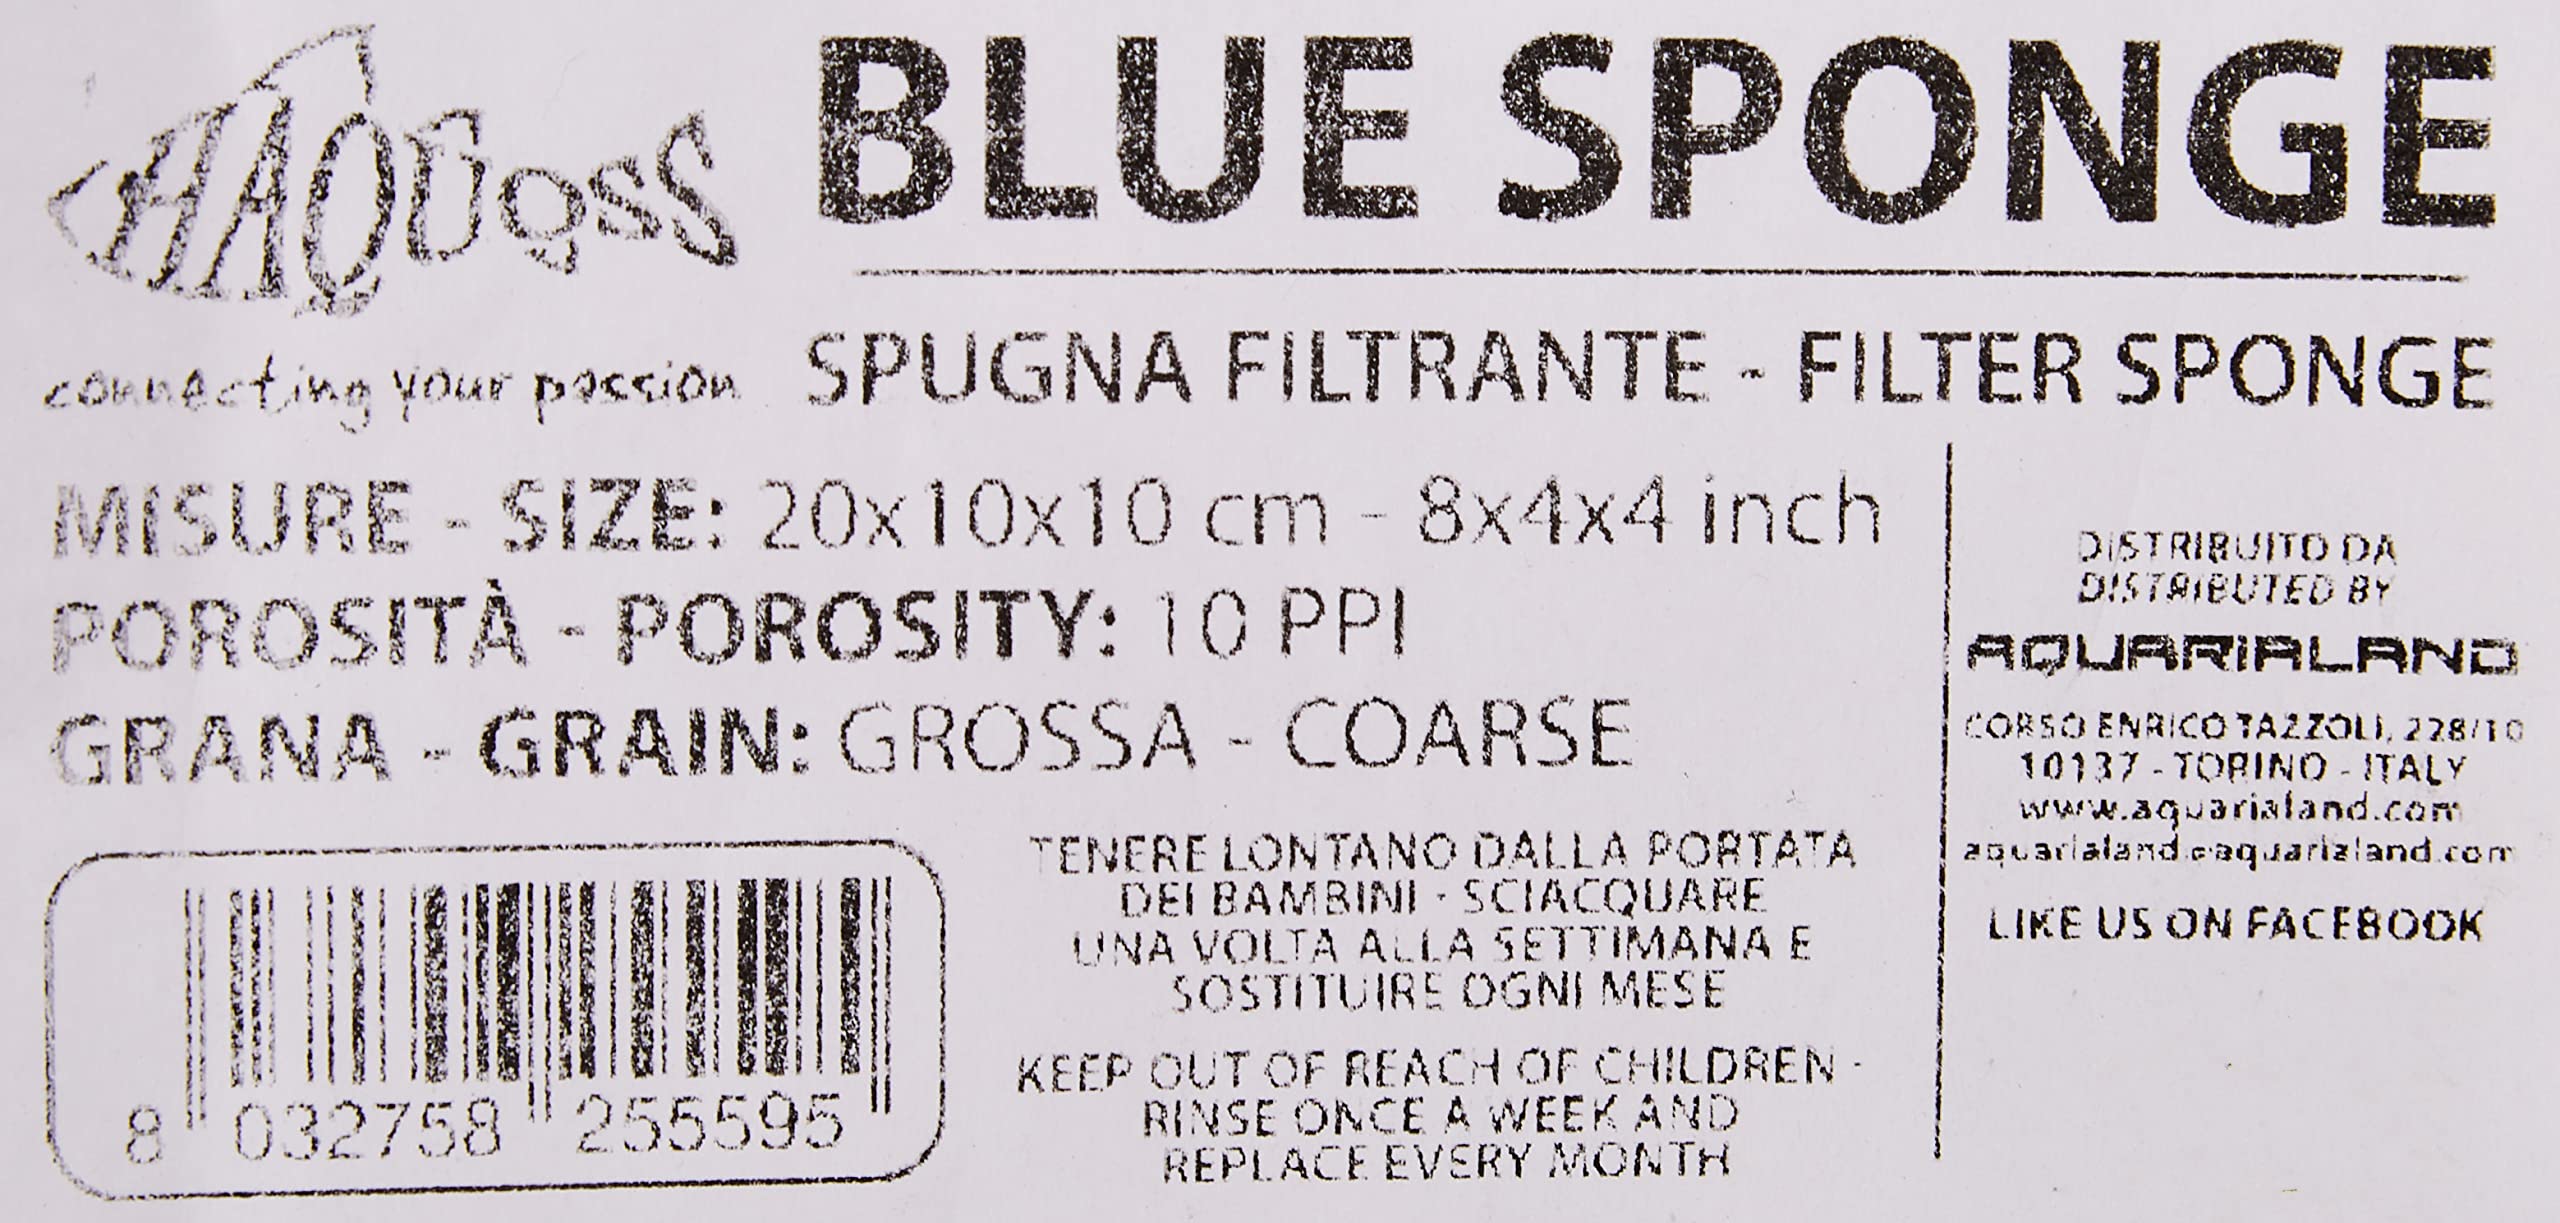 HAQUOSS
connecting your passion
BLUE SPONGE
SPUGNA FILTRANTE - FILTER SPONGE
MISURE - SIZE: 20x10x10 cm - 8x4x4 inch
POROSITÀ - POROSITY: 10 PPI
GRANA - GRAIN: GROSSA - COARSE
8 032758 255595
TENERE LONTANO DALLA PORTATA
DEI BAMBINI - SCIACQUARE
UNA VOLTA ALLA SETTIMANA E
SOSTITUIRE OGNI MESE
KEEP OUT OF REACH OF CHILDREN -
RINSE ONCE A WEEK AND
REPLACE EVERY MONTH
DISTRIBUITO DA
DISTRIBUTED BY
AQUARIALAND
CORSO ENRICO TAZZOLI, 228/10
10137 - TORINO - ITALY
www.aquarialand.com
aquarialand@aquarialand.com
LIKE US ON FACEBOOK